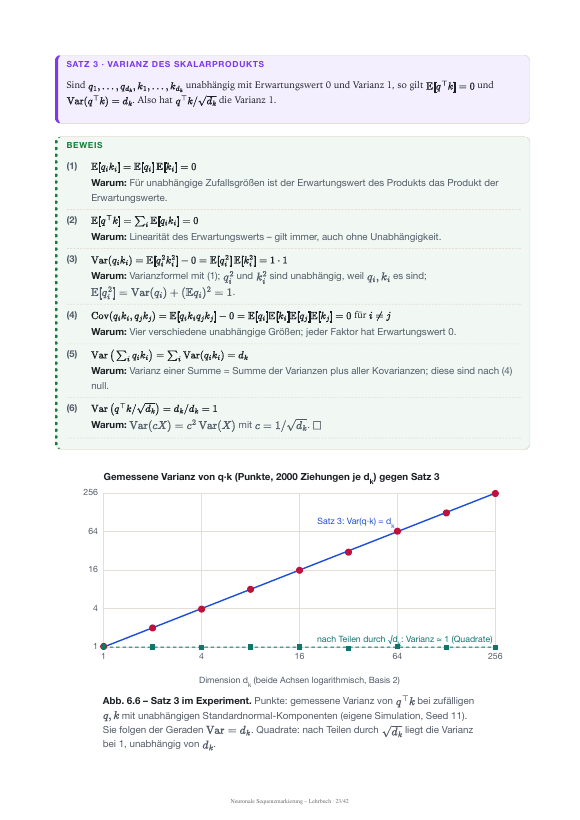 SATZ 3 · VARIANZ DES SKALARPRODUKTS
Sind q₁, …, q_{d_k}, k₁, …, k_{d_k} unabhängig mit Erwartungswert 0 und Varianz 1, so gilt 𝔼[q^⊤k] = 0 und
Var(q^⊤k) = d_k. Also hat q^⊤k/√d_k die Varianz 1.
BEWEIS
(1) 𝔼[q_i k_i] = 𝔼[q_i] 𝔼[k_i] = 0
Warum: Für unabhängige Zufallsgrößen ist der Erwartungswert des Produkts das Produkt der
Erwartungswerte.
(2) 𝔼[q^⊤k] = ∑_i 𝔼[q_i k_i] = 0
Warum: Linearität des Erwartungswerts – gilt immer, auch ohne Unabhängigkeit.
(3) Var(q_i k_i) = 𝔼[q_i² k_i²] − 0 = 𝔼[q_i²] 𝔼[k_i²] = 1 · 1
Warum: Varianzformel mit (1); q_i² und k_i² sind unabhängig, weil q_i, k_i es sind;
𝔼[q_i²] = Var(q_i) + (𝔼q_i)² = 1.
(4) Cov(q_i k_i, q_j k_j) = 𝔼[q_i k_i q_j k_j] − 0 = 𝔼[q_i]𝔼[k_i]𝔼[q_j]𝔼[k_j] = 0 für i ≠ j
Warum: Vier verschiedene unabhängige Größen; jeder Faktor hat Erwartungswert 0.
(5) Var (∑_i q_i k_i) = ∑_i Var(q_i k_i) = d_k
Warum: Varianz einer Summe = Summe der Varianzen plus aller Kovarianzen; diese sind nach (4)
null.
(6) Var (q^⊤k/√d_k) = d_k/d_k = 1
Warum: Var(cX) = c² Var(X) mit c = 1/√d_k. □
Gemessene Varianz von q·k (Punkte, 2000 Ziehungen je d_k) gegen Satz 3
256
64
16
4
1
Satz 3: Var(q·k) = d_k
nach Teilen durch √d_k: Varianz ≈ 1 (Quadrate)
1 4 16 64 256
Dimension d_k (beide Achsen logarithmisch, Basis 2)
Abb. 6.6 – Satz 3 im Experiment. Punkte: gemessene Varianz von q^⊤k bei zufälligen
q, k mit unabhängigen Standardnormal-Komponenten (eigene Simulation, Seed 11).
Sie folgen der Geraden Var = d_k. Quadrate: nach Teilen durch √d_k liegt die Varianz
bei 1, unabhängig von d_k.
Neuronale Sequenzmarkierung – Lehrbuch · 23/42